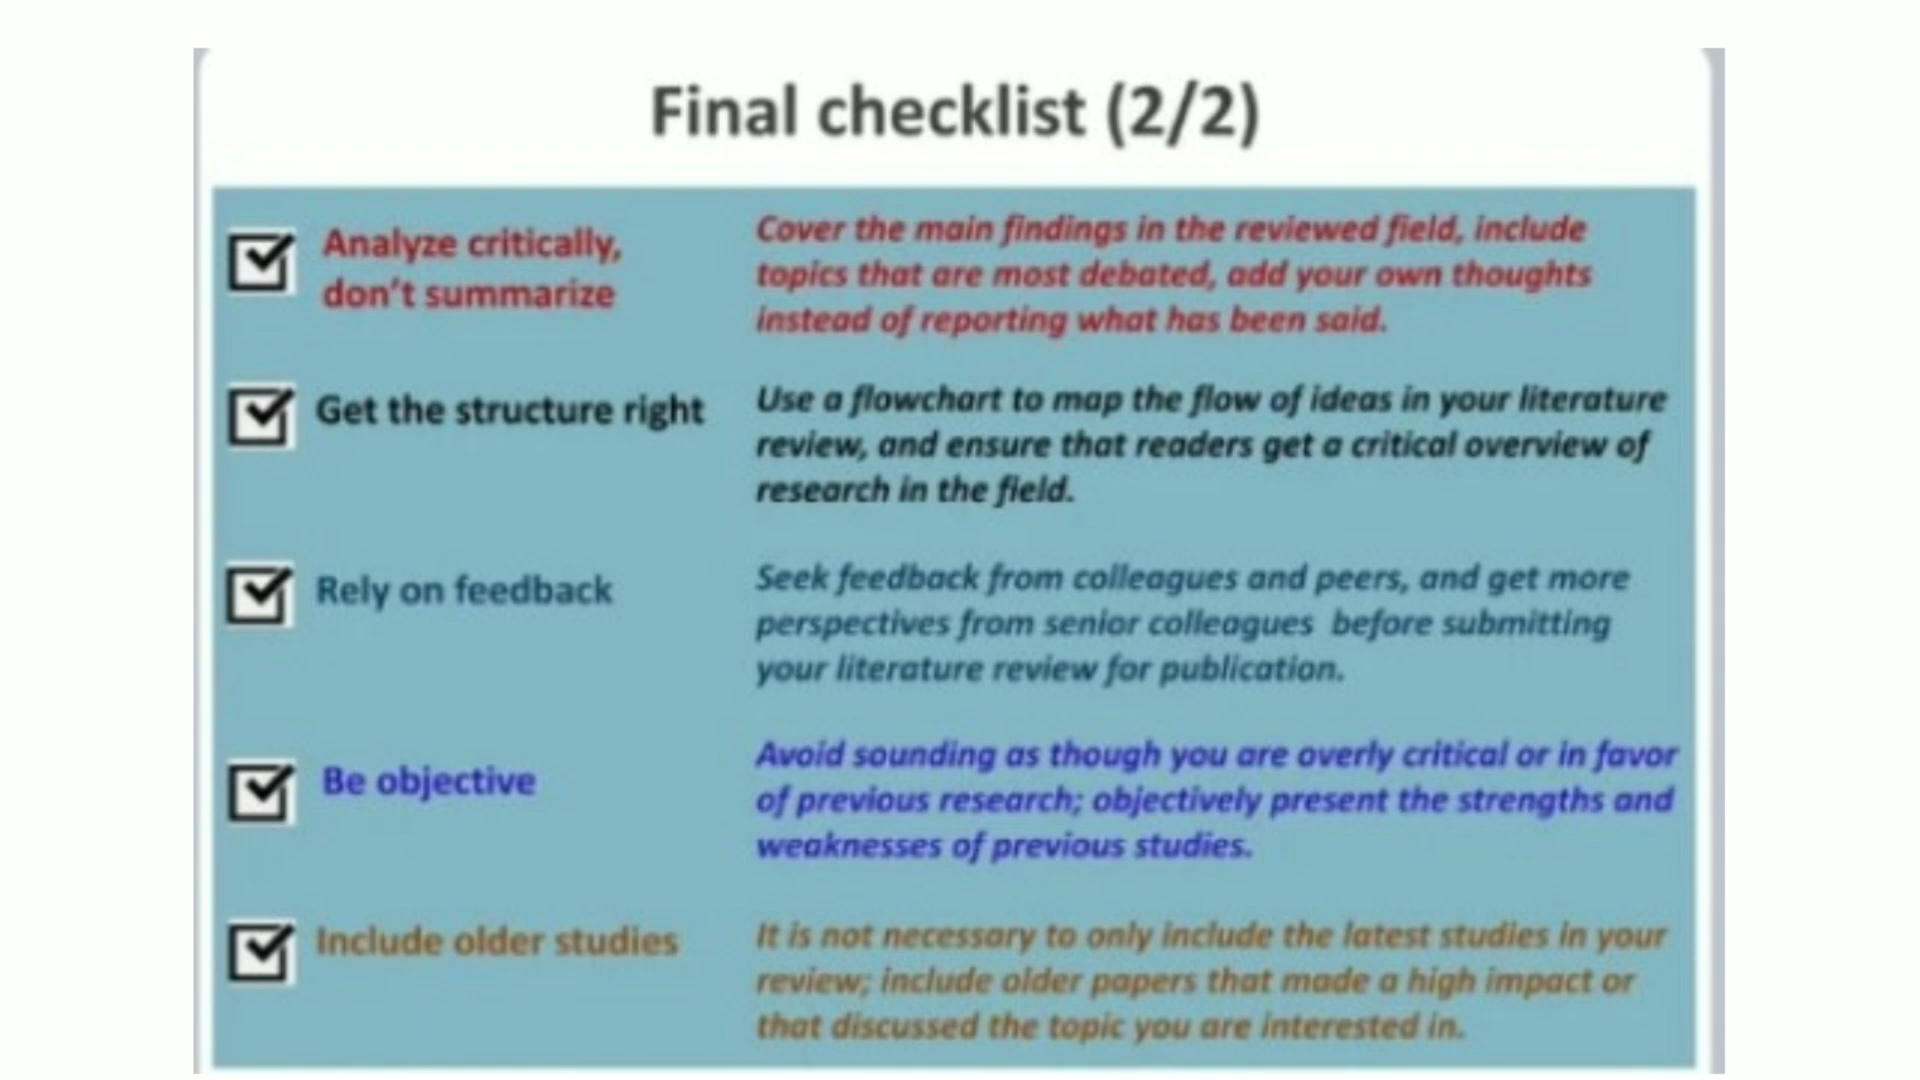 Final checklist (2/2)
Analyze critically,
don't summarize
Cover the main findings in the reviewed field, include
topics that are most debated, add your own thoughts
instead of reporting what has been said.
Get the structure right
Use a flowchart to map the flow of ideas in your literature
review, and ensure that readers get a critical overview of
research in the field.
Rely on feedback
Seek feedback from colleagues and peers, and get more
perspectives from senior colleagues before submitting
your literature review for publication.
Be objective
Avoid sounding as though you are overly critical or in favor
of previous research; objectively present the strengths and
weaknesses of previous studies.
Include older studies
It is not necessary to only include the latest studies in your
review; include older papers that made a high impact or
that discussed the topic you are interested in.